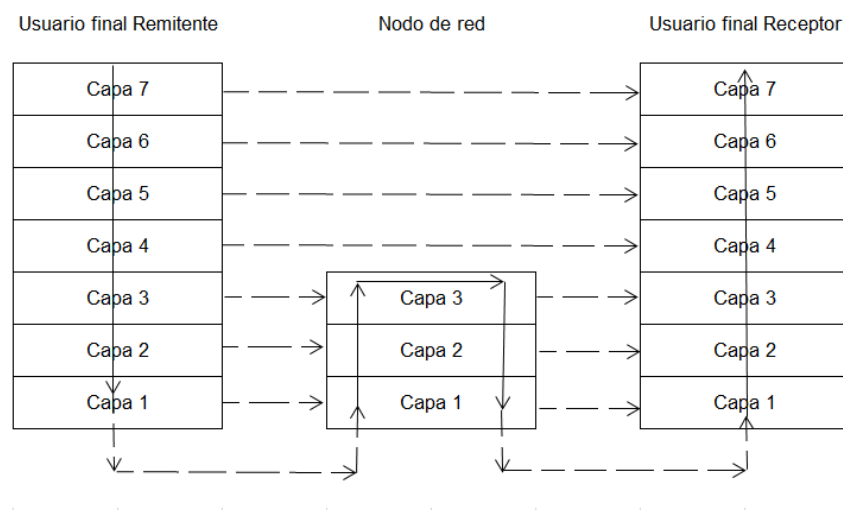 Usuario final Remitente Nodo de red Usuario final Receptor
Capa 7 Capa 7
Capa 6 Capa 6
Capa 5 Capa 5
Capa 4 Capa 4
Capa 3 Capa 3 Capa 3
Capa 2 Capa 2 Capa 2
Capa 1 Capa 1 Capa 1